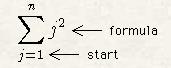 n
∑ j² ← formula
j=1 ← start